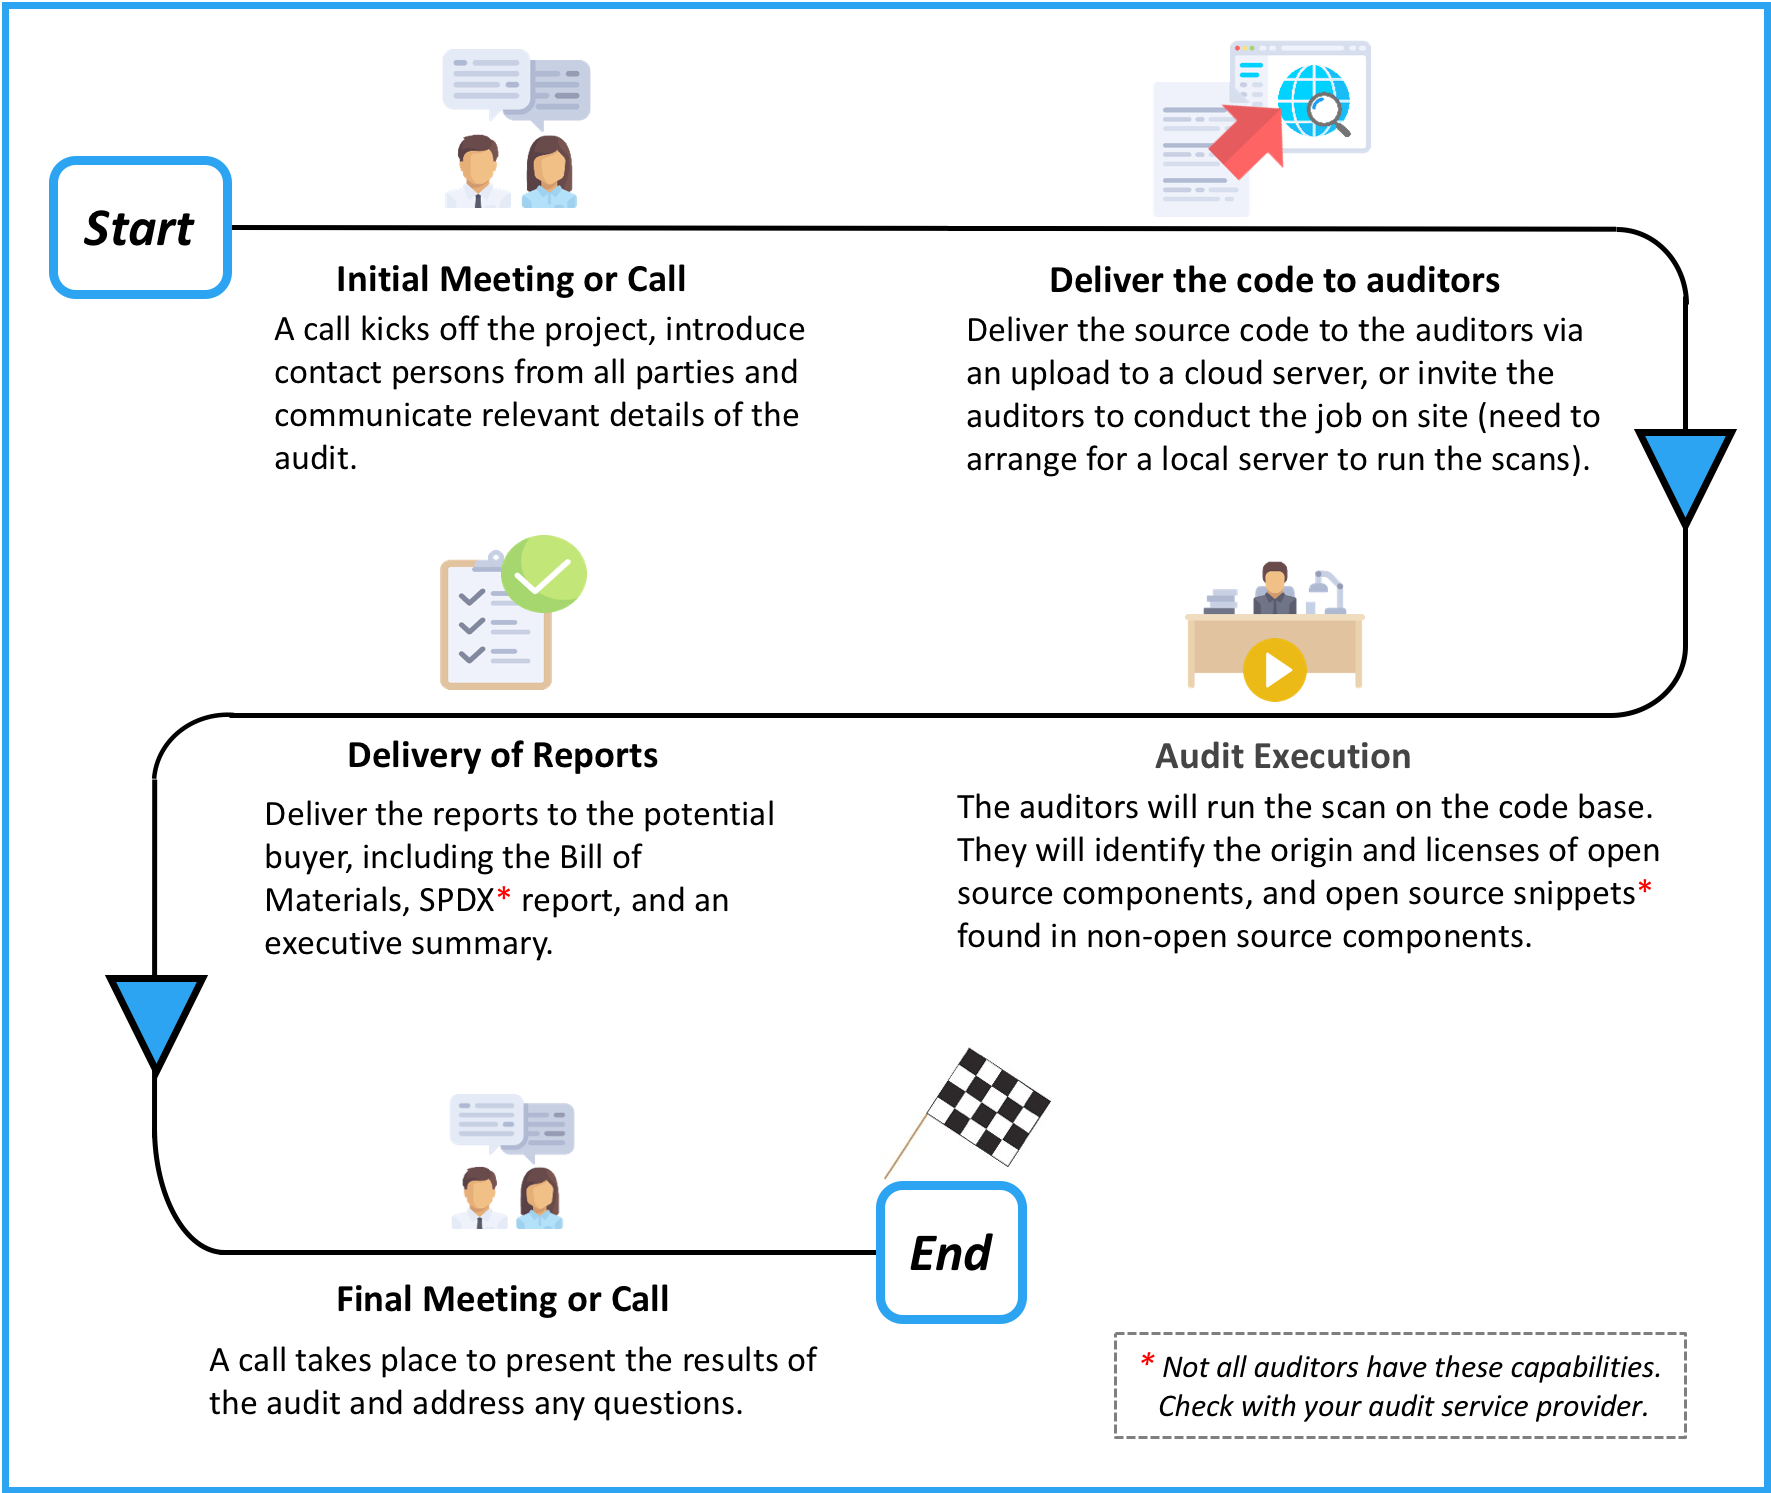 Start
Initial Meeting or Call
A call kicks off the project, introduce
contact persons from all parties and
communicate relevant details of the
audit.
Deliver the code to auditors
Deliver the source code to the auditors via
an upload to a cloud server, or invite the
auditors to conduct the job on site (need to
arrange for a local server to run the scans).
Audit Execution
The auditors will run the scan on the code base.
They will identify the origin and licenses of open
source components, and open source snippets*
found in non-open source components.
Delivery of Reports
Deliver the reports to the potential
buyer, including the Bill of
Materials, SPDX* report, and an
executive summary.
Final Meeting or Call
A call takes place to present the results of
the audit and address any questions.
End
* Not all auditors have these capabilities.
Check with your audit service provider.